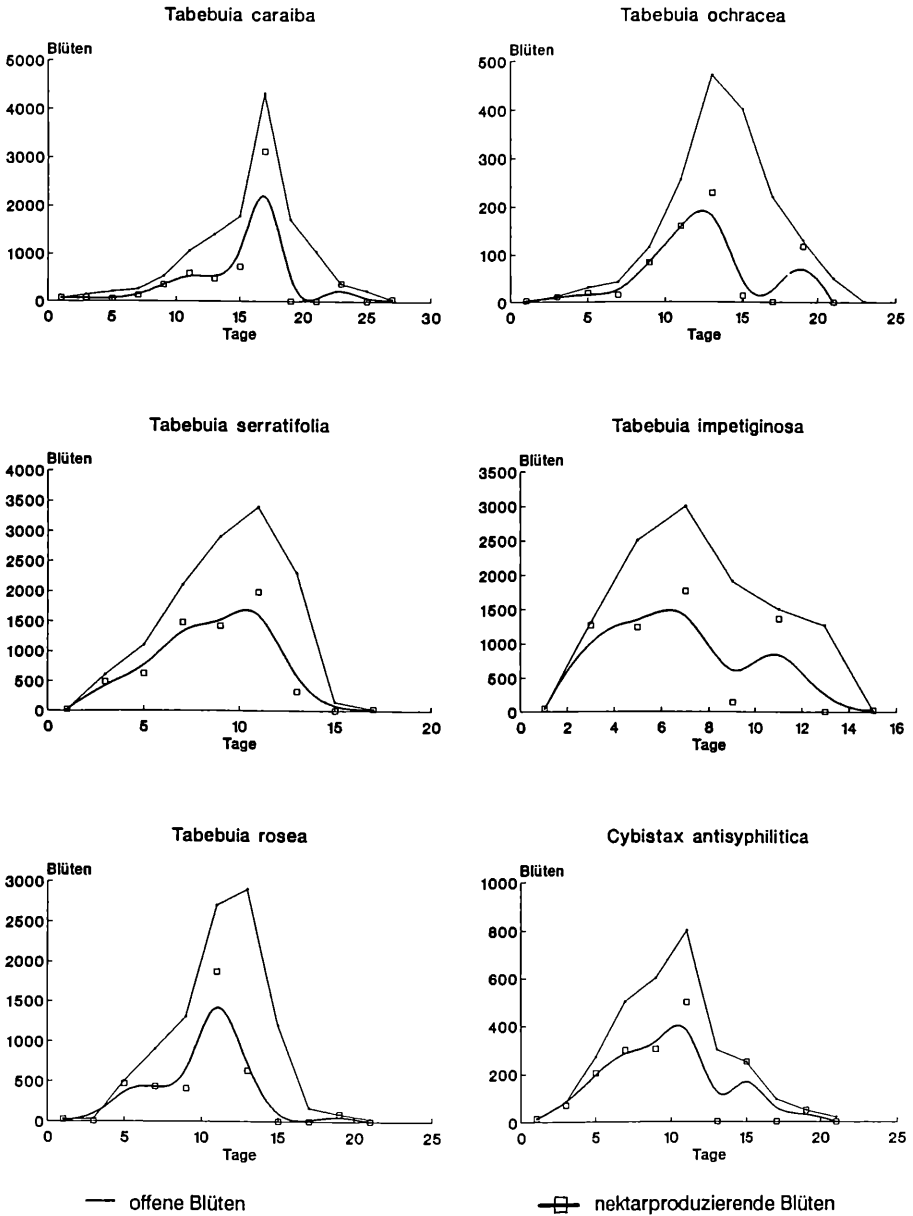 Tabebuia caraiba
Blüten
5000
4000
3000
2000
1000
0
0 5 10 15 20 25 30
Tage
Tabebuia ochracea
Blüten
500
400
300
200
100
0
0 5 10 15 20 25
Tage
Tabebuia serratifolia
Blüten
4000
3500
3000
2500
2000
1500
1000
500
0
0 5 10 15 20
Tage
Tabebuia impetiginosa
Blüten
3500
3000
2500
2000
1500
1000
500
0
0 2 4 6 8 10 12 14 16
Tage
Tabebuia rosea
Blüten
3000
2500
2000
1500
1000
500
0
0 5 10 15 20 25
Tage
Cybistax antisyphilitica
Blüten
1000
800
600
400
200
0
0 5 10 15 20 25
Tage
offene Blüten
nektarproduzierende Blüten